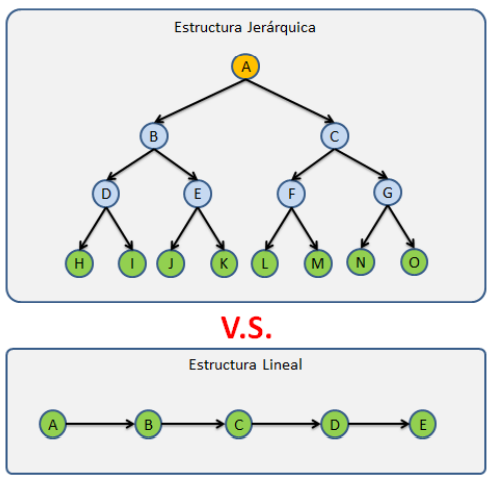 Estructura Jerárquica
A
B C
D E F G
H I J K L M N O
V.S.
Estructura Lineal
A B C D E